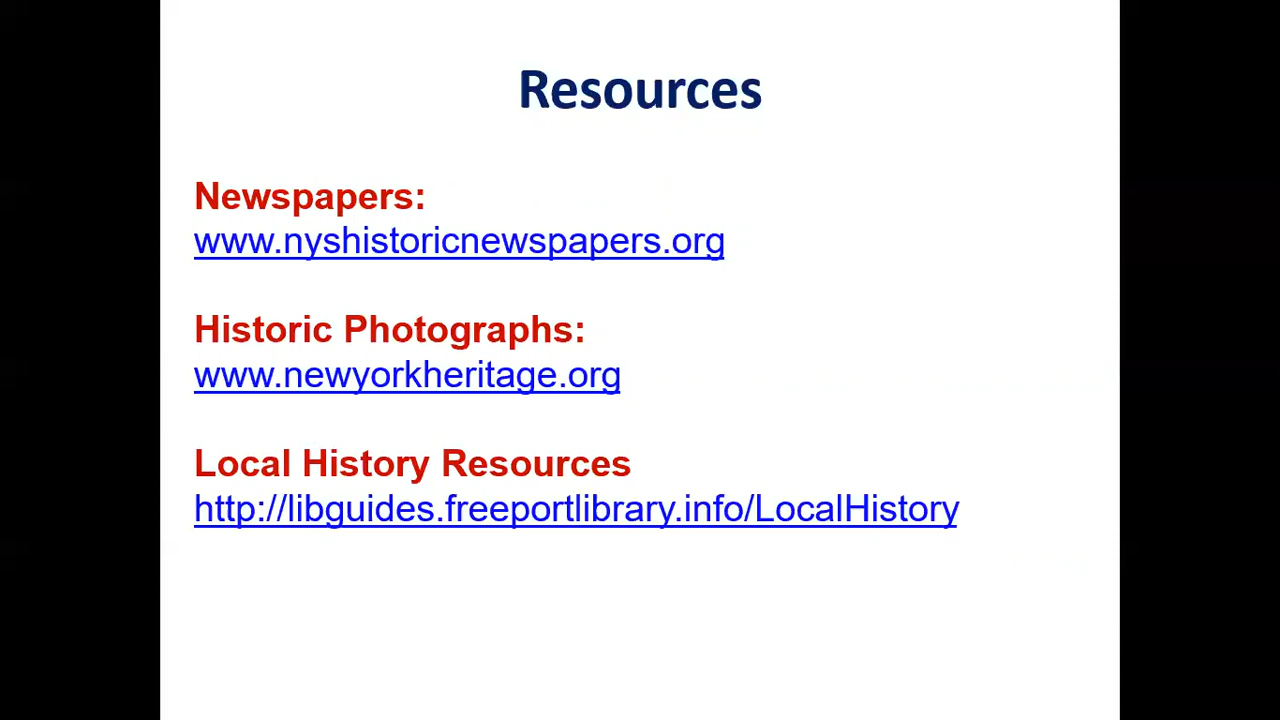 Resources
Newspapers:
www.nyshistoricnewspapers.org
Historic Photographs:
www.newyorkheritage.org
Local History Resources
http://libguides.freeportlibrary.info/LocalHistory